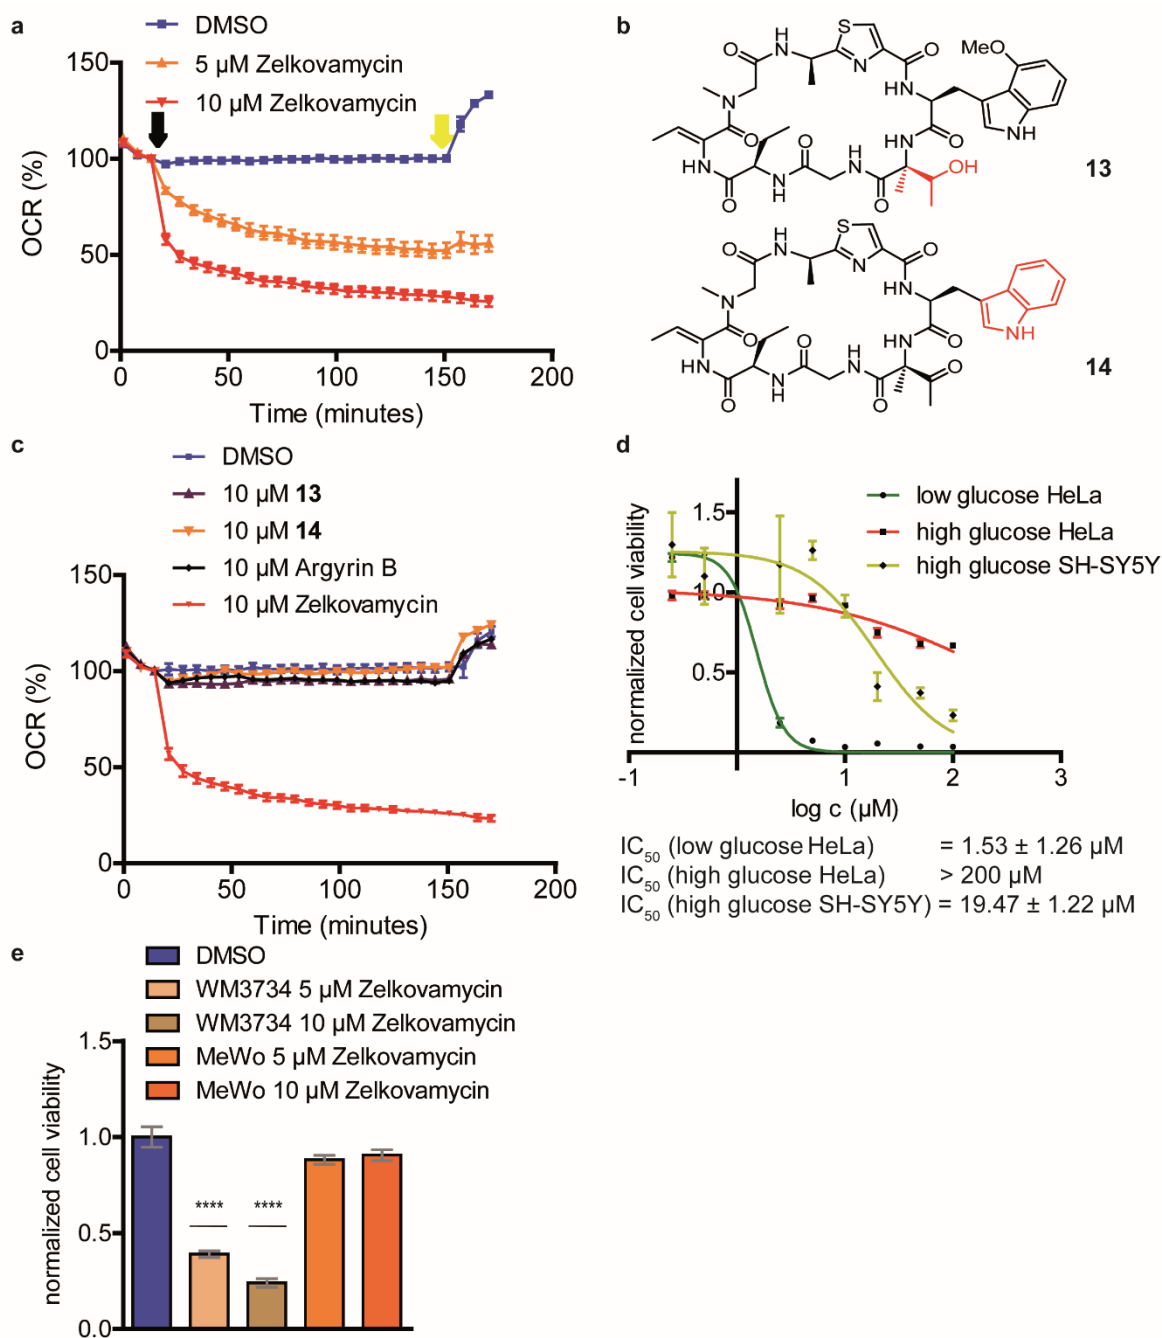 a
DMSO
5 µM Zelkovamycin
10 µM Zelkovamycin
150
100
50
0
OCR (%)
0 50 100 150 200
Time (minutes)
b
S
H
N
O
N
O
MeO
O
N
HN
NH
O
O
HN
HN
O
O
N
H
O
H
N
O
OH
13
S
H
N
O
N
O
O
N
HN
NH
O
O
HN
HN
O
O
N
H
O
H
N
O
O
14
c
DMSO
10 µM 13
10 µM 14
10 µM Argyrin B
10 µM Zelkovamycin
150
100
50
0
OCR (%)
0 50 100 150 200
Time (minutes)
d
low glucose HeLa
high glucose HeLa
high glucose SH-SY5Y
1.5
1.0
0.5
normalized cell viability
-1 1 2 3
log c (µM)
IC50 (low glucose HeLa) = 1.53 ± 1.26 µM
IC50 (high glucose HeLa) > 200 µM
IC50 (high glucose SH-SY5Y) = 19.47 ± 1.22 µM
e
DMSO
WM3734 5 µM Zelkovamycin
WM3734 10 µM Zelkovamycin
MeWo 5 µM Zelkovamycin
MeWo 10 µM Zelkovamycin
1.5
1.0
0.5
0.0
normalized cell viability
**** ****